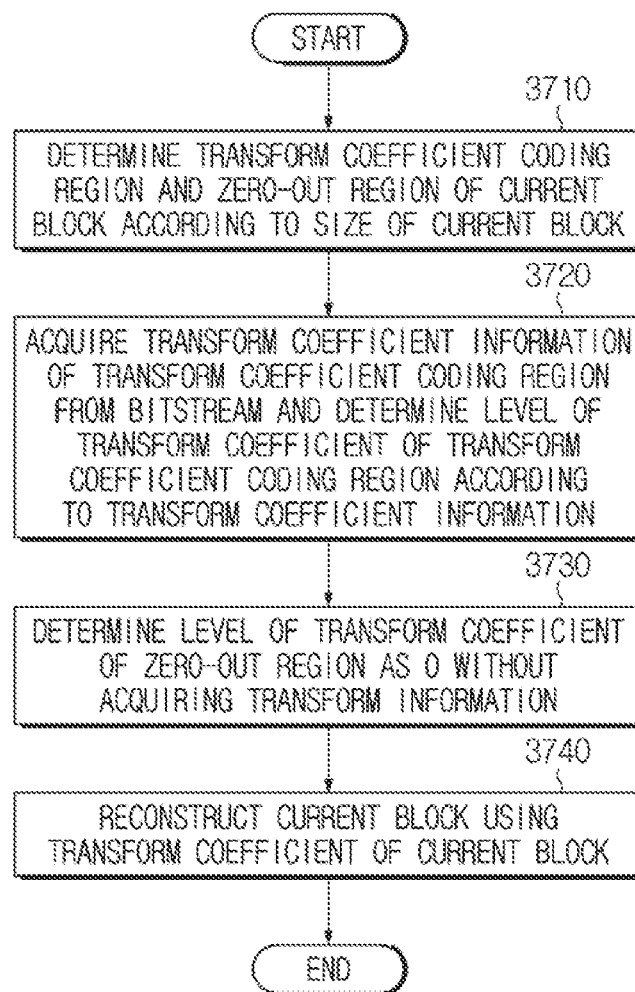 START
3710
DETERMINE TRANSFORM COEFFICIENT CODING
REGION AND ZERO-OUT REGION OF CURRENT
BLOCK ACCORDING TO SIZE OF CURRENT BLOCK
3720
ACQUIRE TRANSFORM COEFFICIENT INFORMATION
OF TRANSFORM COEFFICIENT CODING REGION
FROM BITSTREAM AND DETERMINE LEVEL OF
TRANSFORM COEFFICIENT OF TRANSFORM
COEFFICIENT CODING REGION ACCORDING
TO TRANSFORM COEFFICIENT INFORMATION
3730
DETERMINE LEVEL OF TRANSFORM COEFFICIENT
OF ZERO-OUT REGION AS 0 WITHOUT
ACQUIRING TRANSFORM INFORMATION
3740
RECONSTRUCT CURRENT BLOCK USING
TRANSFORM COEFFICIENT OF CURRENT BLOCK
END